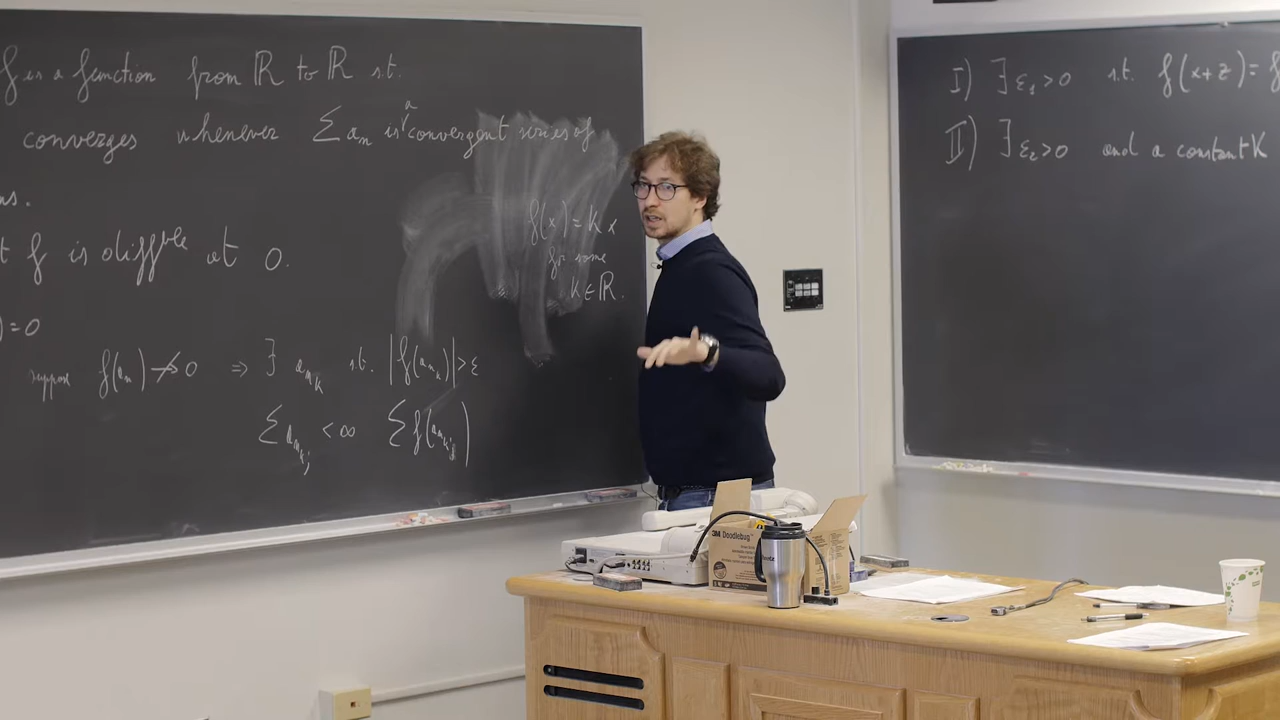 f is a function from ℝ to ℝ s.t.
converges whenever Σ aₙ is a convergent series of
ns.
t f is diff'ble at 0.
f(x) = K x
for some
K ∈ ℝ.
) = 0
suppose f(aₙ) ↛ 0 ⇒ ∃ a_{n_k} s.t. |f(a_{n_k})| > ε
Σ a_{n_{k_j}} < ∞ Σ f(a_{n_{k_j}})
I) ∃ ε₁ > 0 s.t. f(x+z) = f
II) ∃ ε₂ > 0 and a constant K
3M Doodlebug™